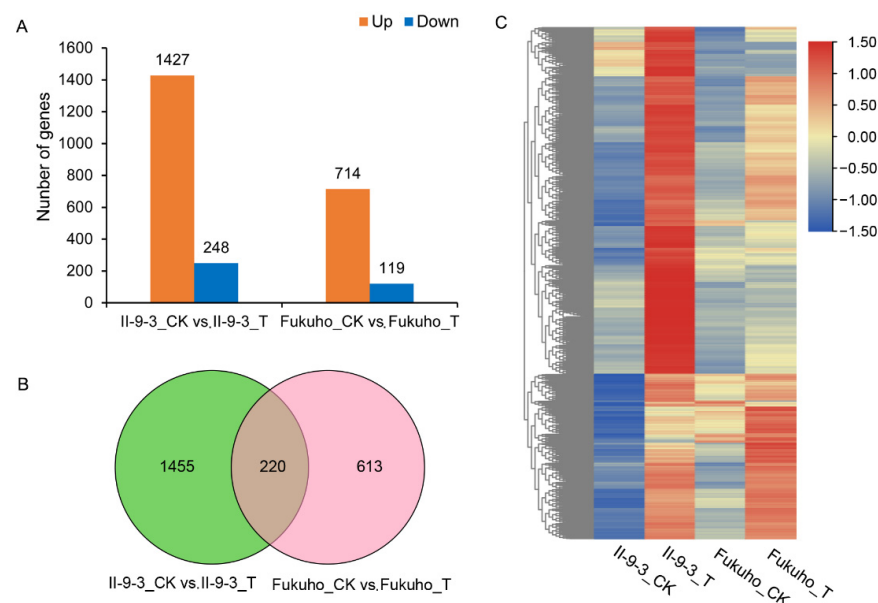 A
Up Down
Number of genes
1600
1400
1200
1000
800
600
400
200
0
1427
248
714
119
II-9-3_CK vs.II-9-3_T
Fukuho_CK vs.Fukuho_T
B
1455
220
613
II-9-3_CK vs.II-9-3_T
Fukuho_CK vs.Fukuho_T
C
1.50
1.00
0.50
0.00
−0.50
−1.00
−1.50
II-9-3_CK
II-9-3_T
Fukuho_CK
Fukuho_T